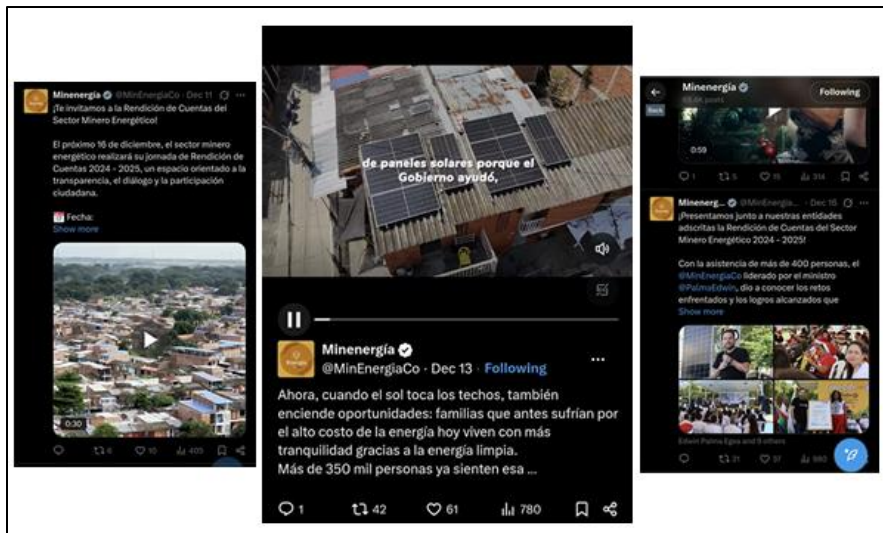 Minenergía @MinEnergiaCo · Dec 11
¡Te invitamos a la Rendición de Cuentas del
Sector Minero Energético!
El próximo 16 de diciembre, el sector minero
energético realizará su jornada de Rendición de
Cuentas 2024 - 2025, un espacio orientado a la
transparencia, el diálogo y la participación
ciudadana.
Fecha:
Show more
0:30
6 10 405
de paneles solares porque el
Gobierno ayudó,
Minenergía
@MinEnergiaCo · Dec 13 · Following
Ahora, cuando el sol toca los techos, también
enciende oportunidades: familias que antes sufrían por
el alto costo de la energía hoy viven con más
tranquilidad gracias a la energía limpia.
Más de 350 mil personas ya sienten esa ...
1 42 61 780
Minenergía
Following
posts
Back
0:59
1 5 15 314
Minenerg... @MinEnergia... · Dec 16
¡Presentamos junto a nuestras entidades
adscritas la Rendición de Cuentas del Sector
Minero Energético 2024 - 2025!
Con la asistencia de más de 400 personas, el
@MinEnergiaCo liderado por el ministro
@PalmaEdwin, dio a conocer los retos
enfrentados y los logros alcanzados que
Show more
Edwin Palma Egea and 9 others
21 37 980